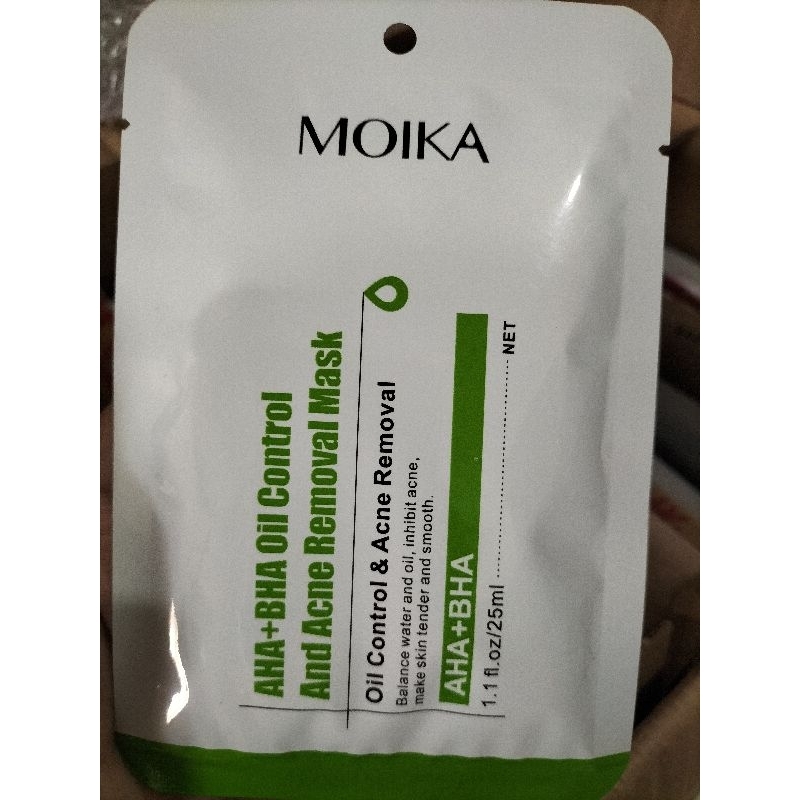 MOIKA
AHA+BHA Oil Control
And Acne Removal Mask
Oil Control & Acne Removal
Balance water and oil, inhibit acne,
make skin tender and smooth.
AHA+BHA
1.1 fl.oz/25ml ........................ NET